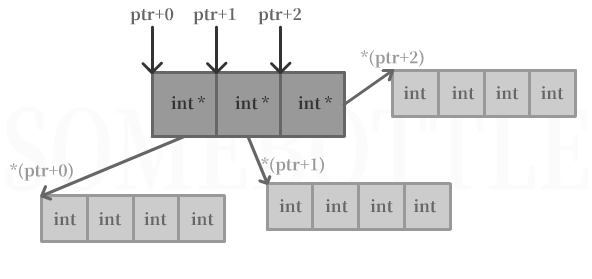 ptr+0 ptr+1 ptr+2
*(ptr+2)
int* int* int*
int int int int
SOMEBOTTLE
*(ptr+0)
*(ptr+1)
int int int int
int int int int